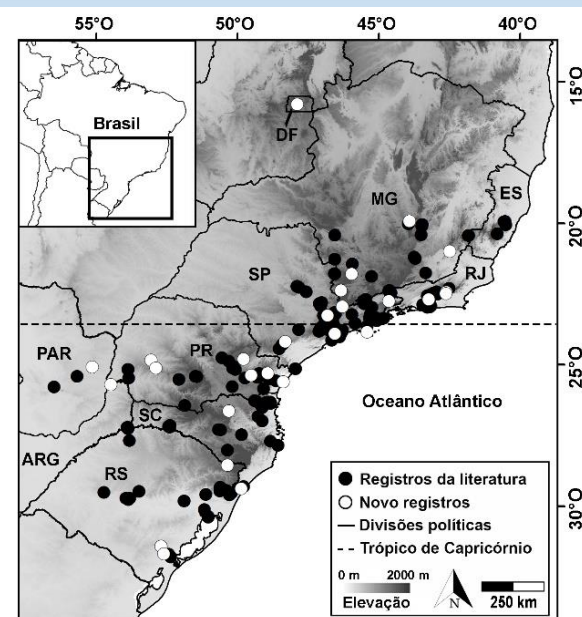 55°O 50°O 45°O 40°O
Brasil
15°O
DF
MG
ES
20°O
SP
RJ
PAR
PR
25°O
SC
Oceano Atlântico
ARG
RS
Registros da literatura
Novo registros
Divisões políticas
Trópico de Capricórnio
30°O
0 m 2000 m
Elevação
N
250 km